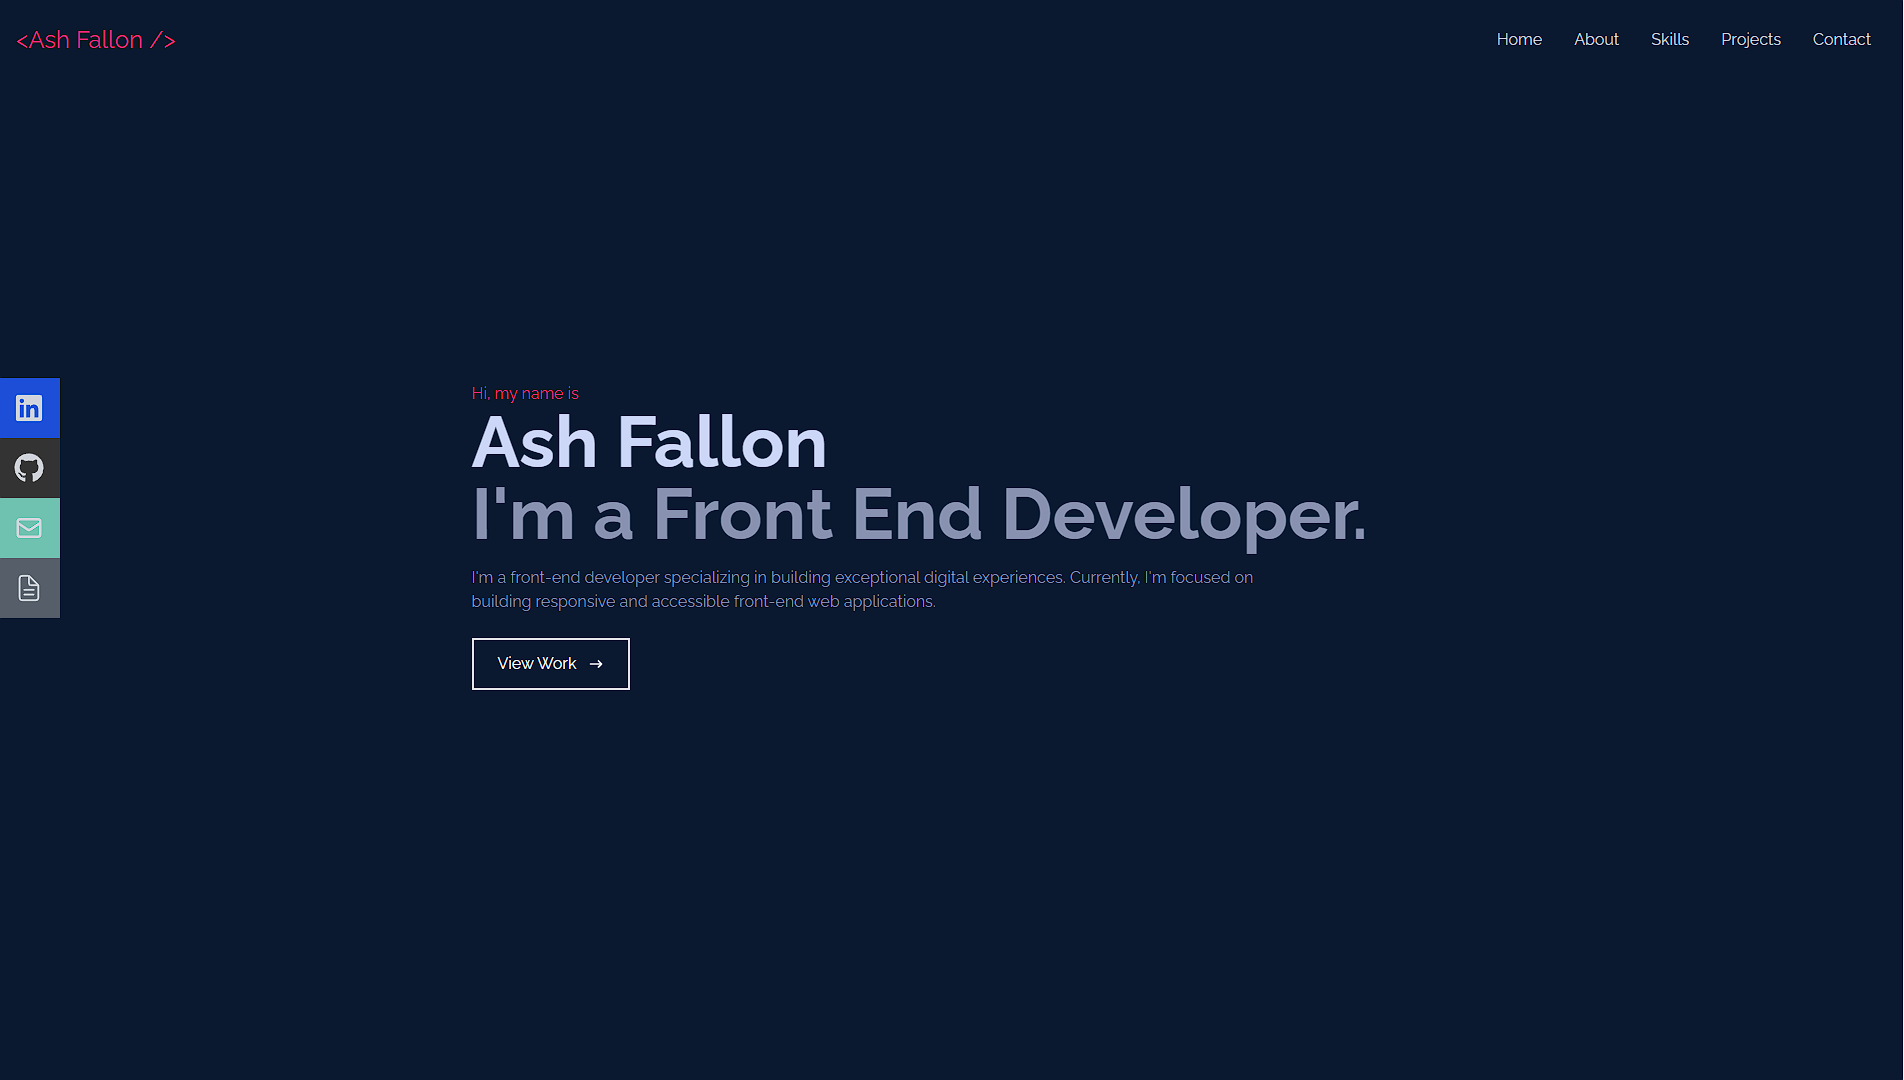 <Ash Fallon />
Home About Skills Projects Contact
Hi, my name is
Ash Fallon
I'm a Front End Developer.
I'm a front-end developer specializing in building exceptional digital experiences. Currently, I'm focused on
building responsive and accessible front-end web applications.
View Work →
in